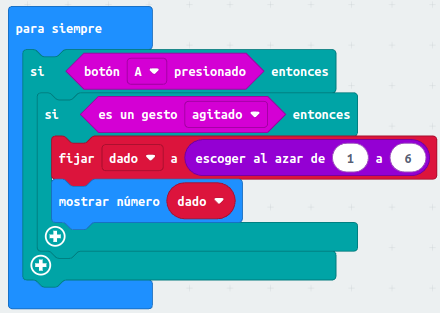 para siempre
si botón A presionado entonces
si es un gesto agitado entonces
fijar dado a escoger al azar de 1 a 6
mostrar número dado